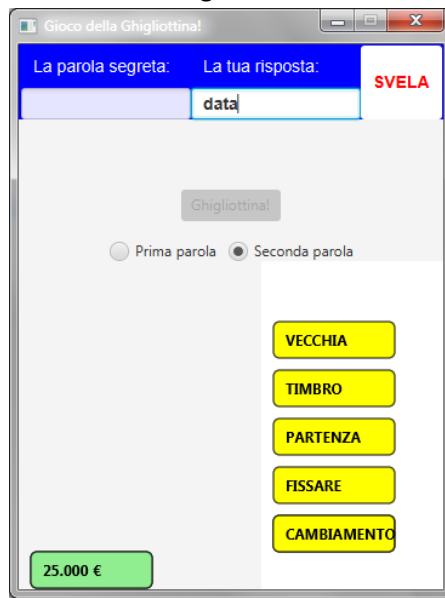 Gioco della Ghigliottina!
La parola segreta: La tua risposta: SVELA
data
Ghigliottina!
Prima parola Seconda parola
VECCHIA
TIMBRO
PARTENZA
FISSARE
CAMBIAMENTO
25.000 €